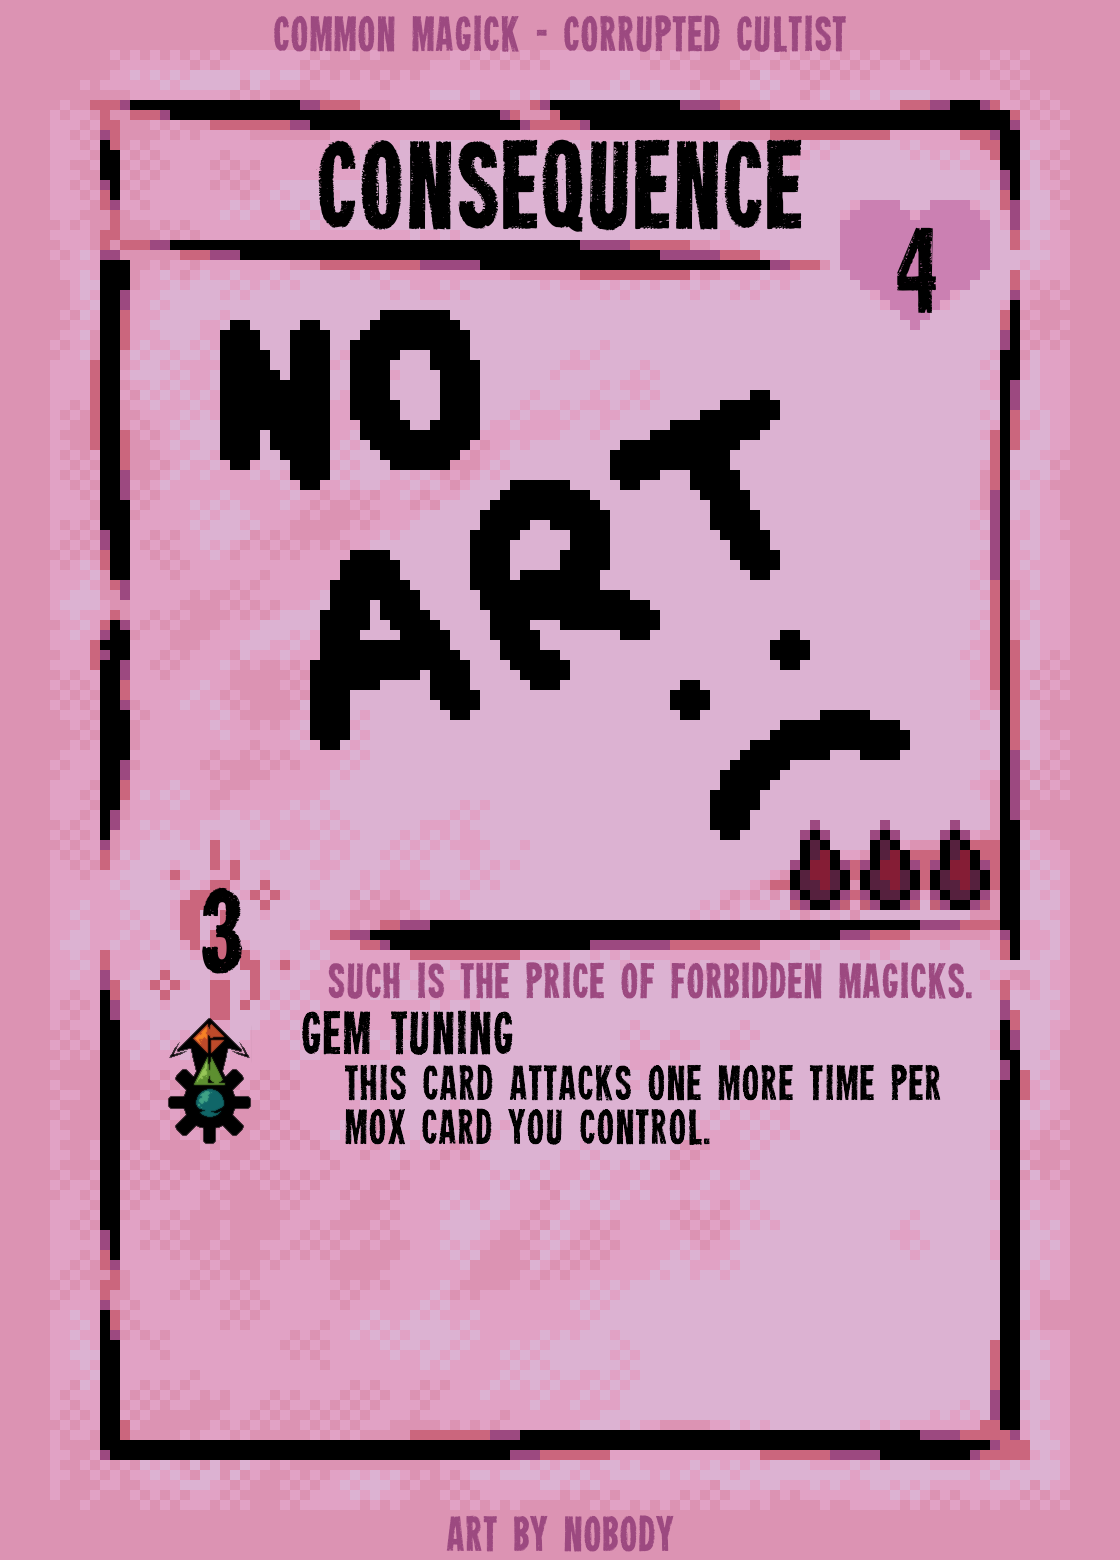 COMMON MAGICK - CORRUPTED CULTIST
CONSEQUENCE
4
NO
ART
:(
3
SUCH IS THE PRICE OF FORBIDDEN MAGICKS.
GEM TUNING
THIS CARD ATTACKS ONE MORE TIME PER
MOX CARD YOU CONTROL.
ART BY NOBODY